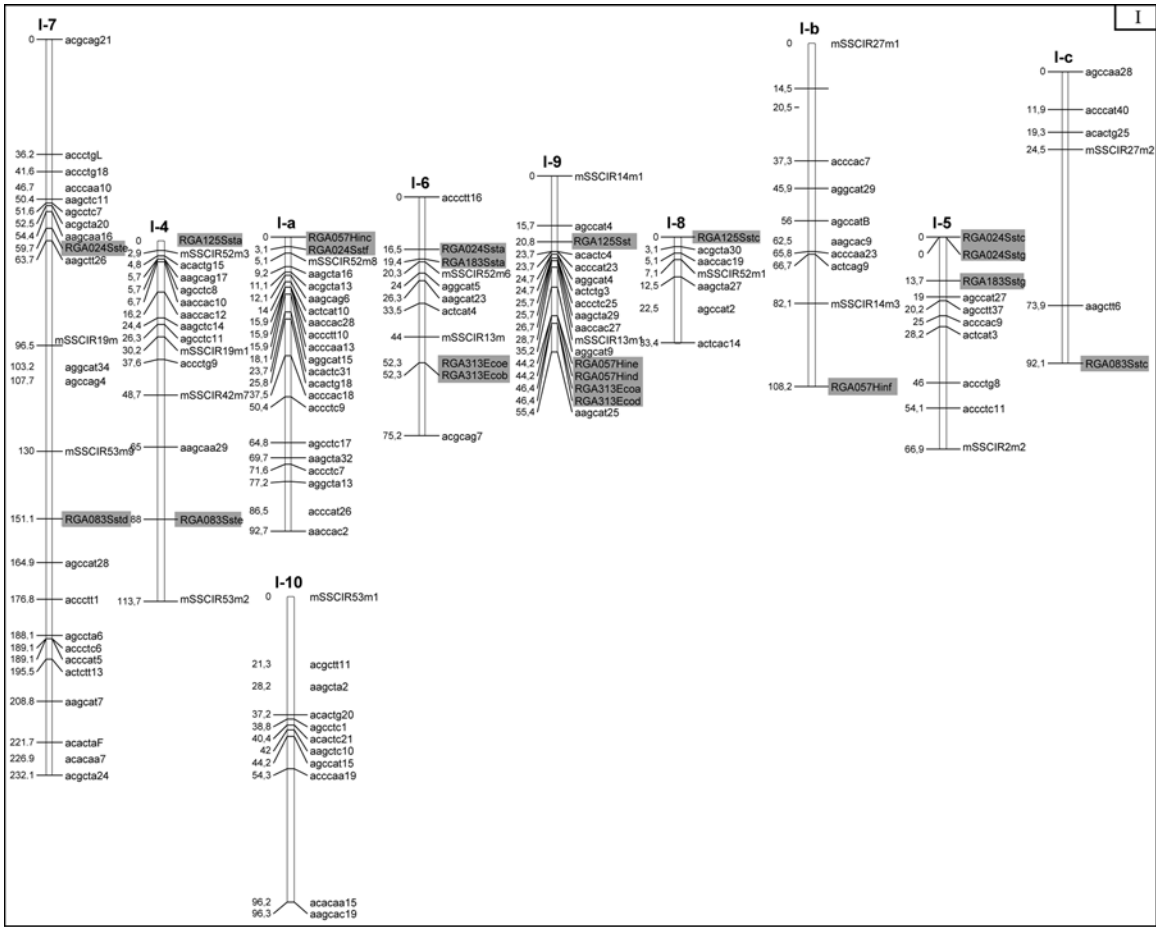 I
I-7
0 acgcag21
36.2 accctgL
41.6 accctg18
46.7 acccaa10
50.4 aagctc11
51.6 agcctc7
52.5 acgcta20
54.4 aagcaa16
59.7 RGA024Sste
63.7 aagctt26
96.5 mSSCIR19m
103.2 aggcat34
107.7 agccag4
130 mSSCIR53m9
151.1 RGA083Sstd
164.9 agccat28
176.8 accctt1
188,1 agccta6
189.1 accctc6
189.1 acccat5
195.5 actctt13
208.8 aagcat7
221.7 acactaF
226.9 acacaa7
232.1 acgcta24
I-4
0 RGA125Ssta
2,9 mSSCIR52m3
4,8 acactg15
5,7 aagcag17
5,7 agcctc8
6,7 aaccac10
16,2 aaccac12
24,4 aagctc14
26,3 agcctc11
30,2 mSSCIR19m1
37,6 accctg9
48,7 mSSCIR42m7
65 aagcaa29
88 RGA083Sste
113,7 mSSCIR53m2
I-a
0 RGA057Hinc
3,1 RGA024Sstf
5,1 mSSCIR52m8
9,2 aagcta16
11,1 aagcta13
12,1 aagcag6
14 actcat10
15,9 aaccac28
15,9 accctt10
15,9 acccaa13
18,1 aggcat15
23,7 acactc31
25,8 acactg18
37,5 acccac18
50,4 accctc9
64,8 agcctc17
69,7 aagcta32
71,6 accctc7
77,2 aggcta13
86,5 acccat26
92,7 aaccac2
I-10
0 mSSCIR53m1
21,3 acgctt11
28,2 aagcta2
37,2 acactg20
38,8 agcctc1
40,4 acactc21
42 aagctc10
44,2 agccat15
54,3 acccaa19
96,2 acacaa15
96,3 aagcac19
I-6
0 accctt16
16,5 RGA024Ssta
19,4 RGA183Ssta
20,3 mSSCIR52m6
24 aggcat5
26,3 aagcat23
33,5 actcat4
44 mSSCIR13m
52,3 RGA313Ecoe
52,3 RGA313Ecob
75,2 acgcag7
I-9
0 mSSCIR14m1
15,7 agccat4
20,8 RGA125Sst
23,7 acactc4
23,7 acccat23
24,7 aggcat4
24,7 actctg3
25,7 accctc25
25,7 aagcta29
26,7 aaccac27
28,7 mSSCIR13m1
35,2 aggcat9
44,2 RGA057Hine
44,2 RGA057Hind
46,4 RGA313Ecoa
46,4 RGA313Ecod
55,4 aagcat25
I-8
0 RGA125Sstc
3,1 acgcta30
5,1 aaccac19
7,1 mSSCIR52m1
12,5 aagcta27
22,5 agccat2
33,4 actcac14
I-b
0 mSSCIR27m1
14,5
20,5
37,3 acccac7
45,9 aggcat29
56 agccatB
62,5 aagcac9
65,8 acccaa23
66,7 actcag9
82,1 mSSCIR14m3
108,2 RGA057Hinf
I-5
0 RGA024Sstc
0 RGA024Sstg
13,7 RGA183Sstg
19 aagcat27
20,2 agcctt37
25 acccac9
28,2 actcat3
46 accctg8
54,1 accctc11
66,9 mSSCIR2m2
I-c
0 agccaa28
11,9 acccat40
19,3 acactg25
24,5 mSSCIR27m2
73,9 aagctt6
92,1 RGA083Sstc